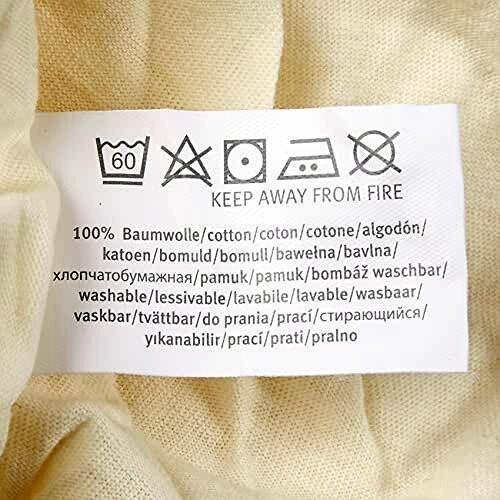 60
KEEP AWAY FROM FIRE
100% Baumwolle/cotton/coton/cotone/algodón/
katoen/bomuld/bomull/bawełna/bavlna/
хлопчатобумажная/pamuk/pamuk/bombáž waschbar/
washable/lessivable/lavabile/lavable/wasbaar/
vaskbar/tvättbar/do prania/prací/стирающийся/
yıkanabilir/prací/prati/pralno